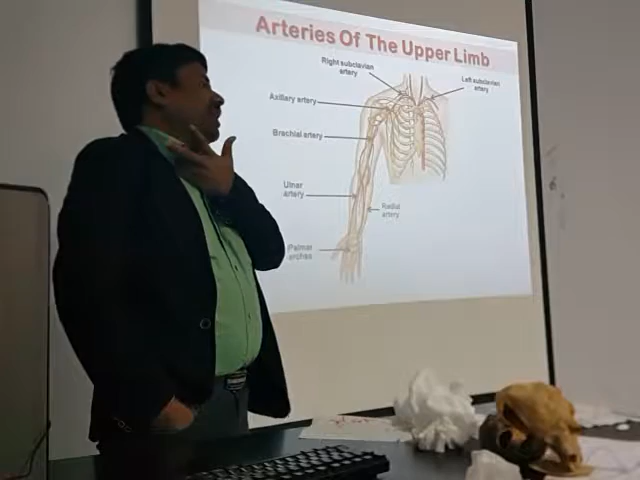 Arteries Of The Upper Limb
Right subclavian
artery
Left subclavian
artery
Axillary artery
Brachial artery
Ulnar
artery
Radial
artery
Palmar
arches